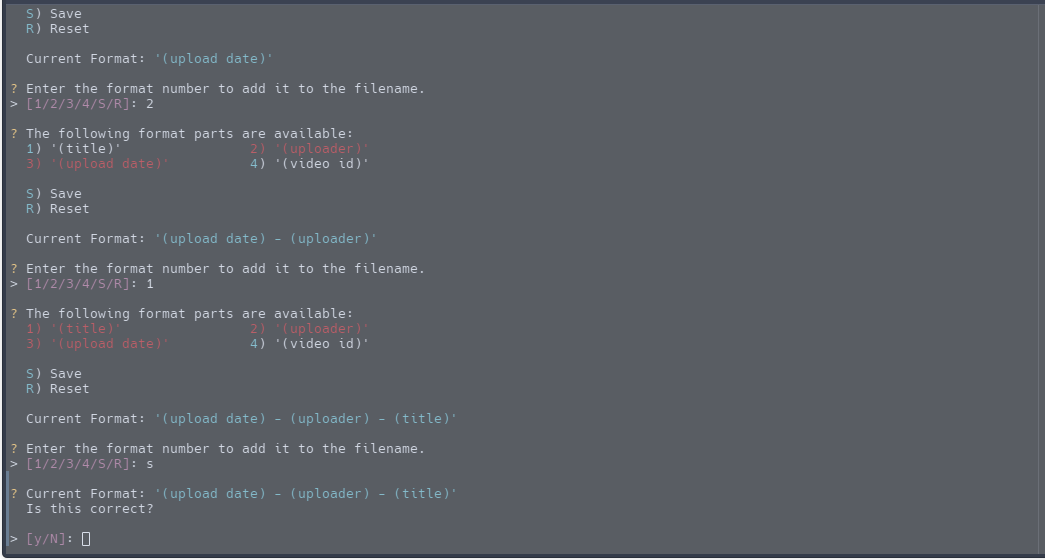 S) Save
R) Reset
Current Format: '(upload date)'
? Enter the format number to add it to the filename.
> [1/2/3/4/S/R]: 2
? The following format parts are available:
1) '(title)' 2) '(uploader)'
3) '(upload date)' 4) '(video id)'
S) Save
R) Reset
Current Format: '(upload date) - (uploader)'
? Enter the format number to add it to the filename.
> [1/2/3/4/S/R]: 1
? The following format parts are available:
1) '(title)' 2) '(uploader)'
3) '(upload date)' 4) '(video id)'
S) Save
R) Reset
Current Format: '(upload date) - (uploader) - (title)'
? Enter the format number to add it to the filename.
> [1/2/3/4/S/R]: s
? Current Format: '(upload date) - (uploader) - (title)'
Is this correct?
> [y/N]: